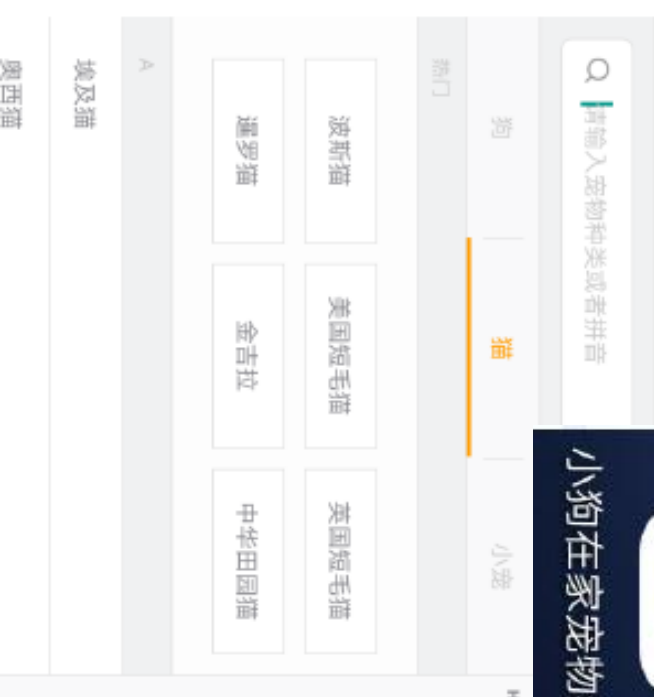 请输入宠物种类或者拼音
狗
猫
小宠
热门
波斯猫
美国短毛猫
英国短毛猫
暹罗猫
金吉拉
中华田园猫
A
埃及猫
奥西猫
小狗在家宠物